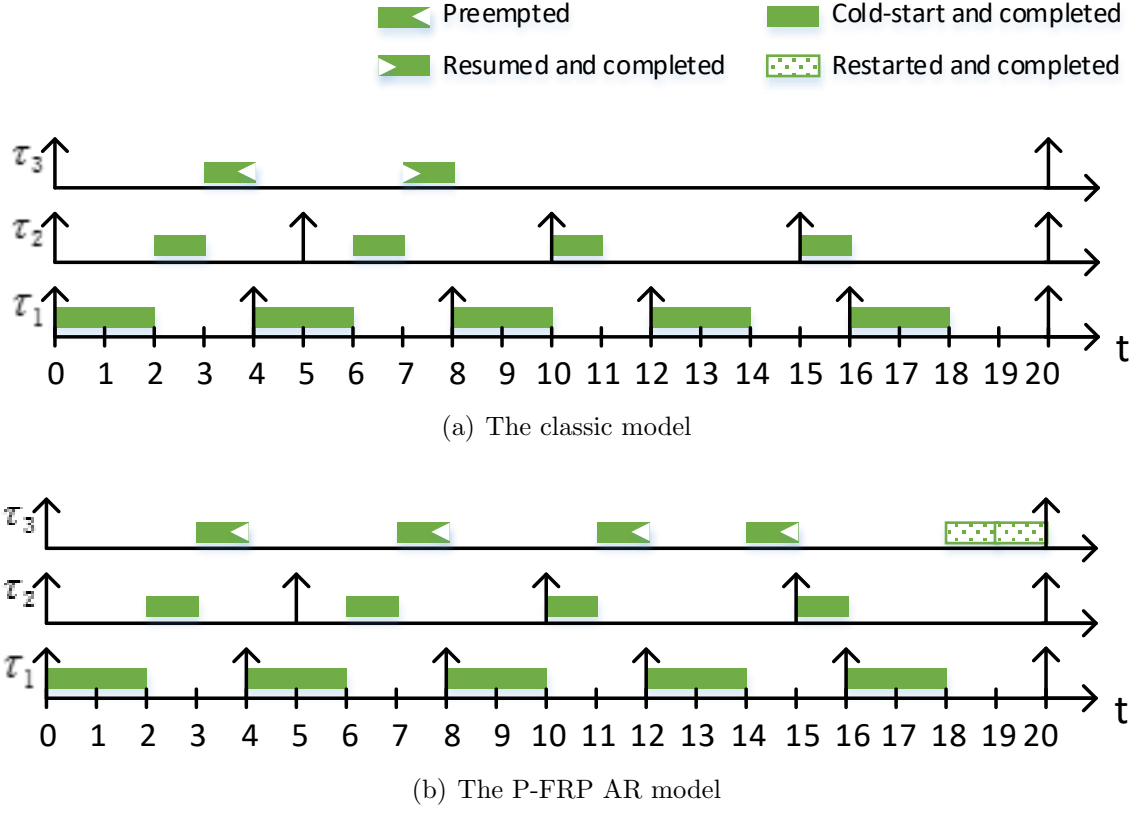 Preempted
Cold-start and completed
Resumed and completed
Restarted and completed
τ3
τ2
τ1
t
0 1 2 3 4 5 6 7 8 9 10 11 12 13 14 15 16 17 18 19 20
(a) The classic model
τ3
τ2
τ1
t
0 1 2 3 4 5 6 7 8 9 10 11 12 13 14 15 16 17 18 19 20
(b) The P-FRP AR model